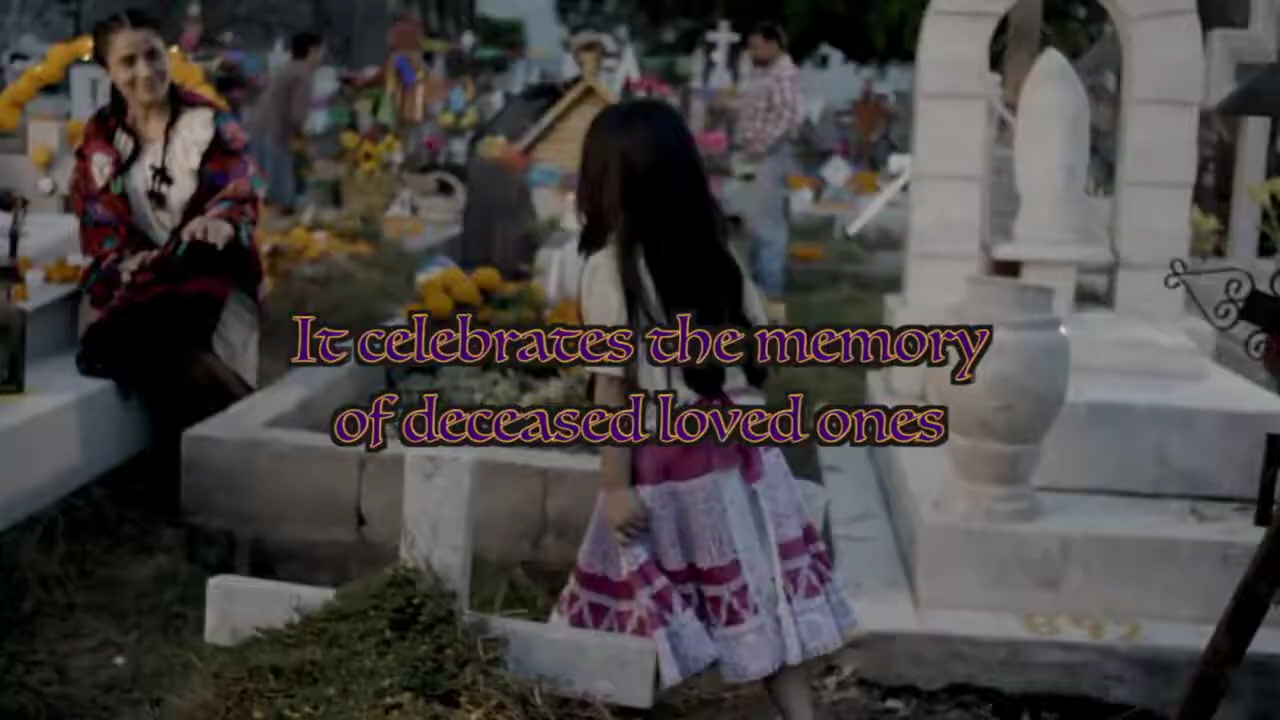 It celebrates the memory
of deceased loved ones